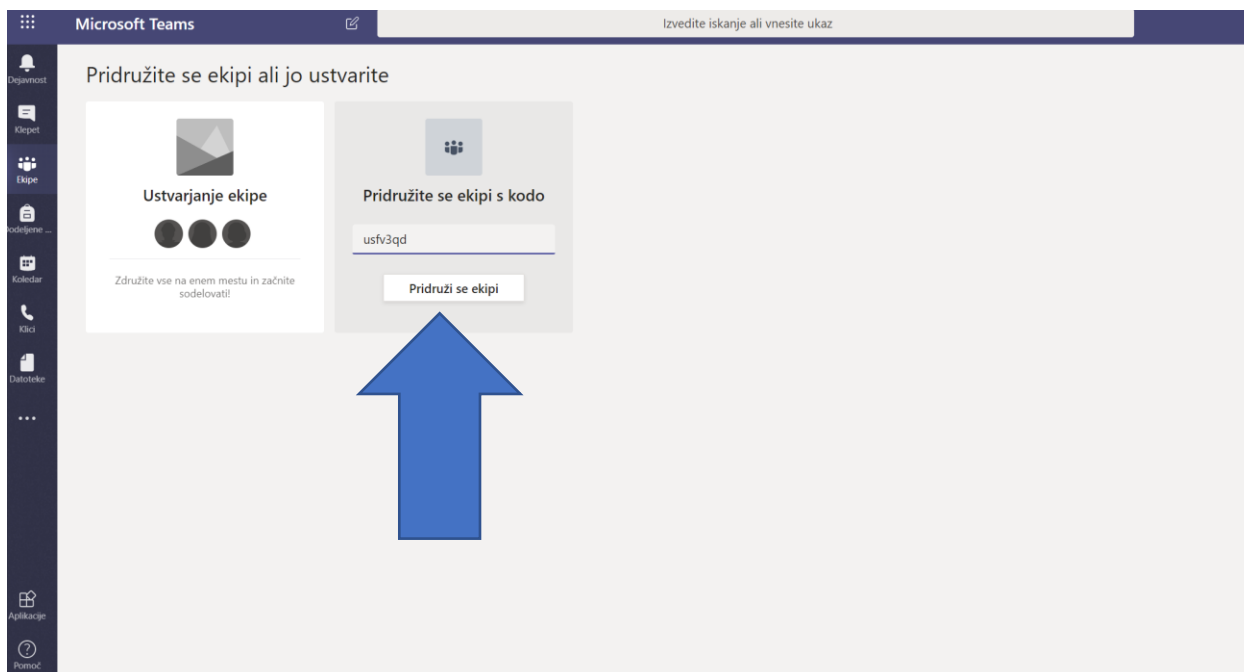 Microsoft Teams
Izvedite iskanje ali vnesite ukaz
Dejavnost
Klepet
Ekipe
Dodeljene ...
Koledar
Klici
Datoteke
Aplikacije
Pomoč
Pridružite se ekipi ali jo ustvarite
Ustvarjanje ekipe
Združite vse na enem mestu in začnite
sodelovati!
Pridružite se ekipi s kodo
usfv3qd
Pridruži se ekipi